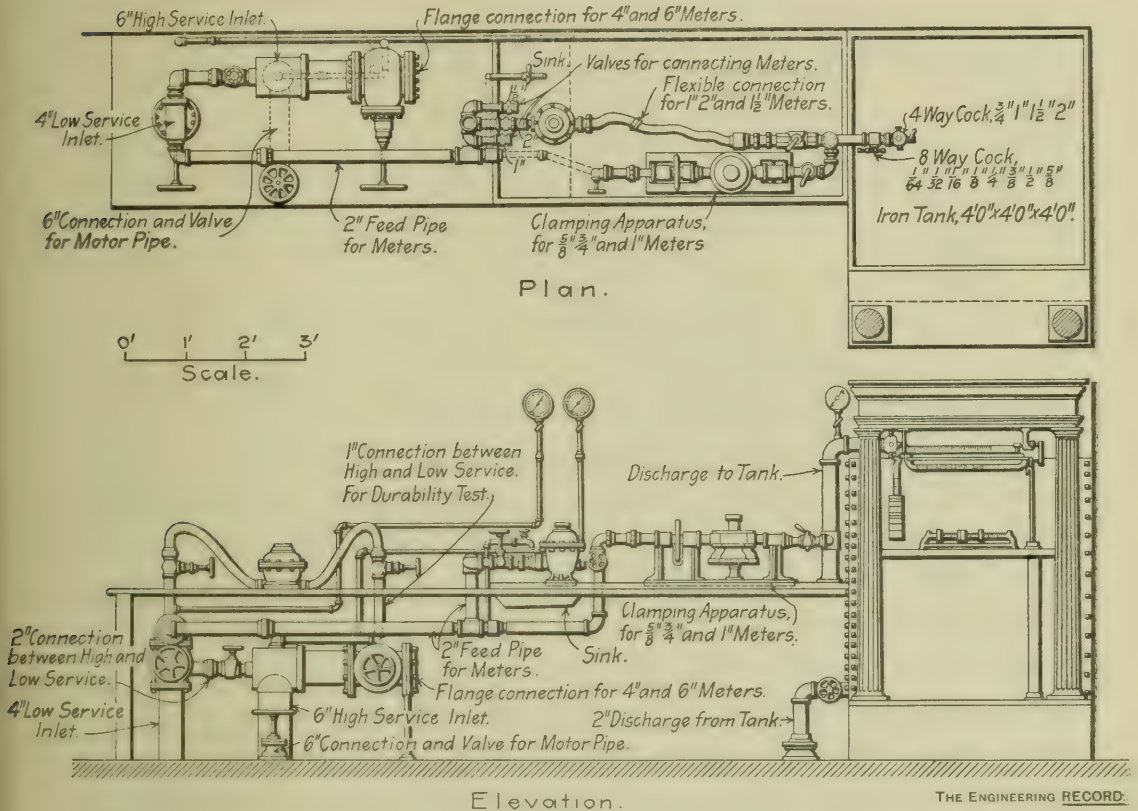 6"High Service Inlet.
Flange connection for 4"and 6"Meters.
Sink.
Valves for connecting Meters.
Flexible connection
for 1" 2" and 1½" Meters.
4"Low Service
Inlet.
1½"
2"
1"
4 Way Cock, ¾" 1" 1½" 2"
8 Way Cock,
1/64" 1/32" 1/16" 1/8" 1/4" 3/8" 1/2" 5/8"
Iron Tank, 4'0"x4'0"x4'0".
6"Connection and Valve
for Motor Pipe.
2" Feed Pipe
for Meters.
Clamping Apparatus,
for ⅝" ¾" and 1" Meters
Plan.
0' 1' 2' 3'
Scale.
1"Connection between
High and Low Service.
For Durability Test.
Discharge to Tank.
2"Connection
between High and
Low Service.
4"Low Service
Inlet.
2"Feed Pipe
for Meters.
Sink.
Clamping Apparatus,
for ⅝" ¾" and 1" Meters.
Flange connection for 4"and 6" Meters.
6"High Service Inlet.
2"Discharge from Tank.
6"Connection and Valve for Motor Pipe.
Elevation.
THE ENGINEERING RECORD.